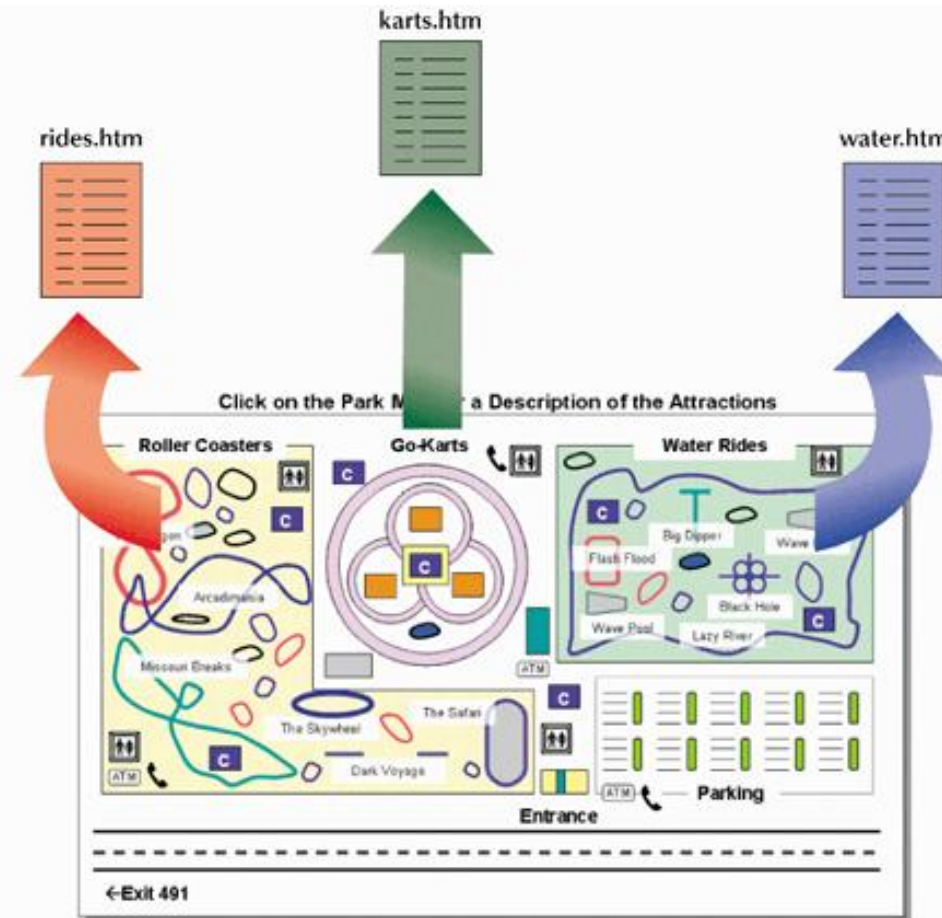 karts.htm
rides.htm
water.htm
Click on the Park M r a Description of the Attractions
Roller Coasters
Go-Karts
Water Rides
C
C
C
C
Big Dipper
Wave
gon
Flash Flood
Arcadimania
Black Hole
C
Wave Pool
Lazy River
Missouri Breaks
ATM
C
The Safari
The Skywheel
C
Dark Voyage
ATM
ATM
Parking
Entrance
←Exit 491